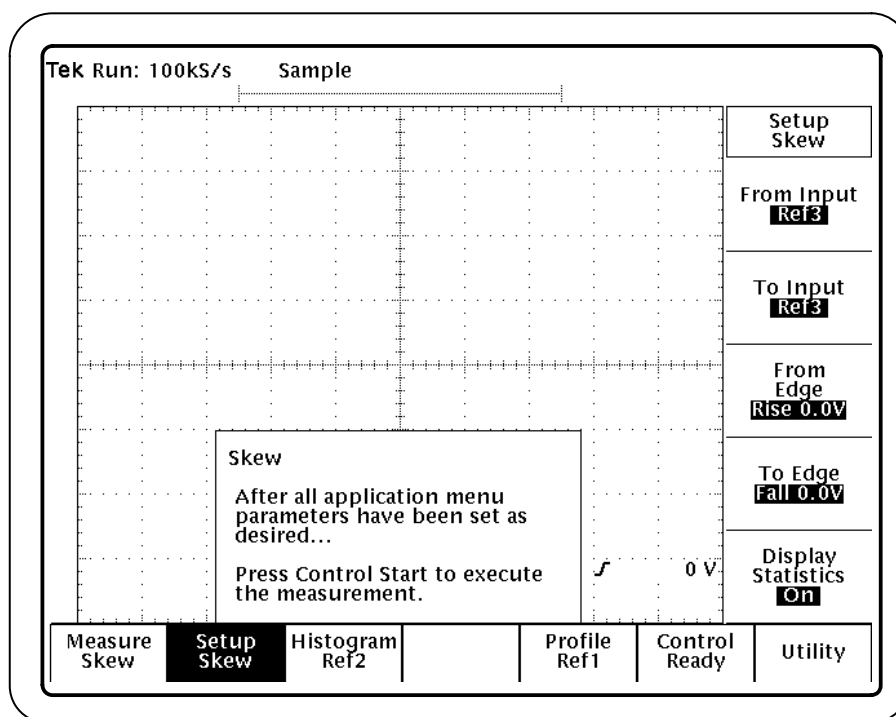 Tek Run: 100kS/s Sample
Setup
Skew
From Input
Ref3
To Input
Ref3
From
Edge
Rise 0.0V
To Edge
Fall 0.0V
Display
Statistics
On
Skew
After all application menu
parameters have been set as
desired...
Press Control Start to execute
the measurement.
0 V
Measure
Skew
Setup
Skew
Histogram
Ref2
Profile
Ref1
Control
Ready
Utility